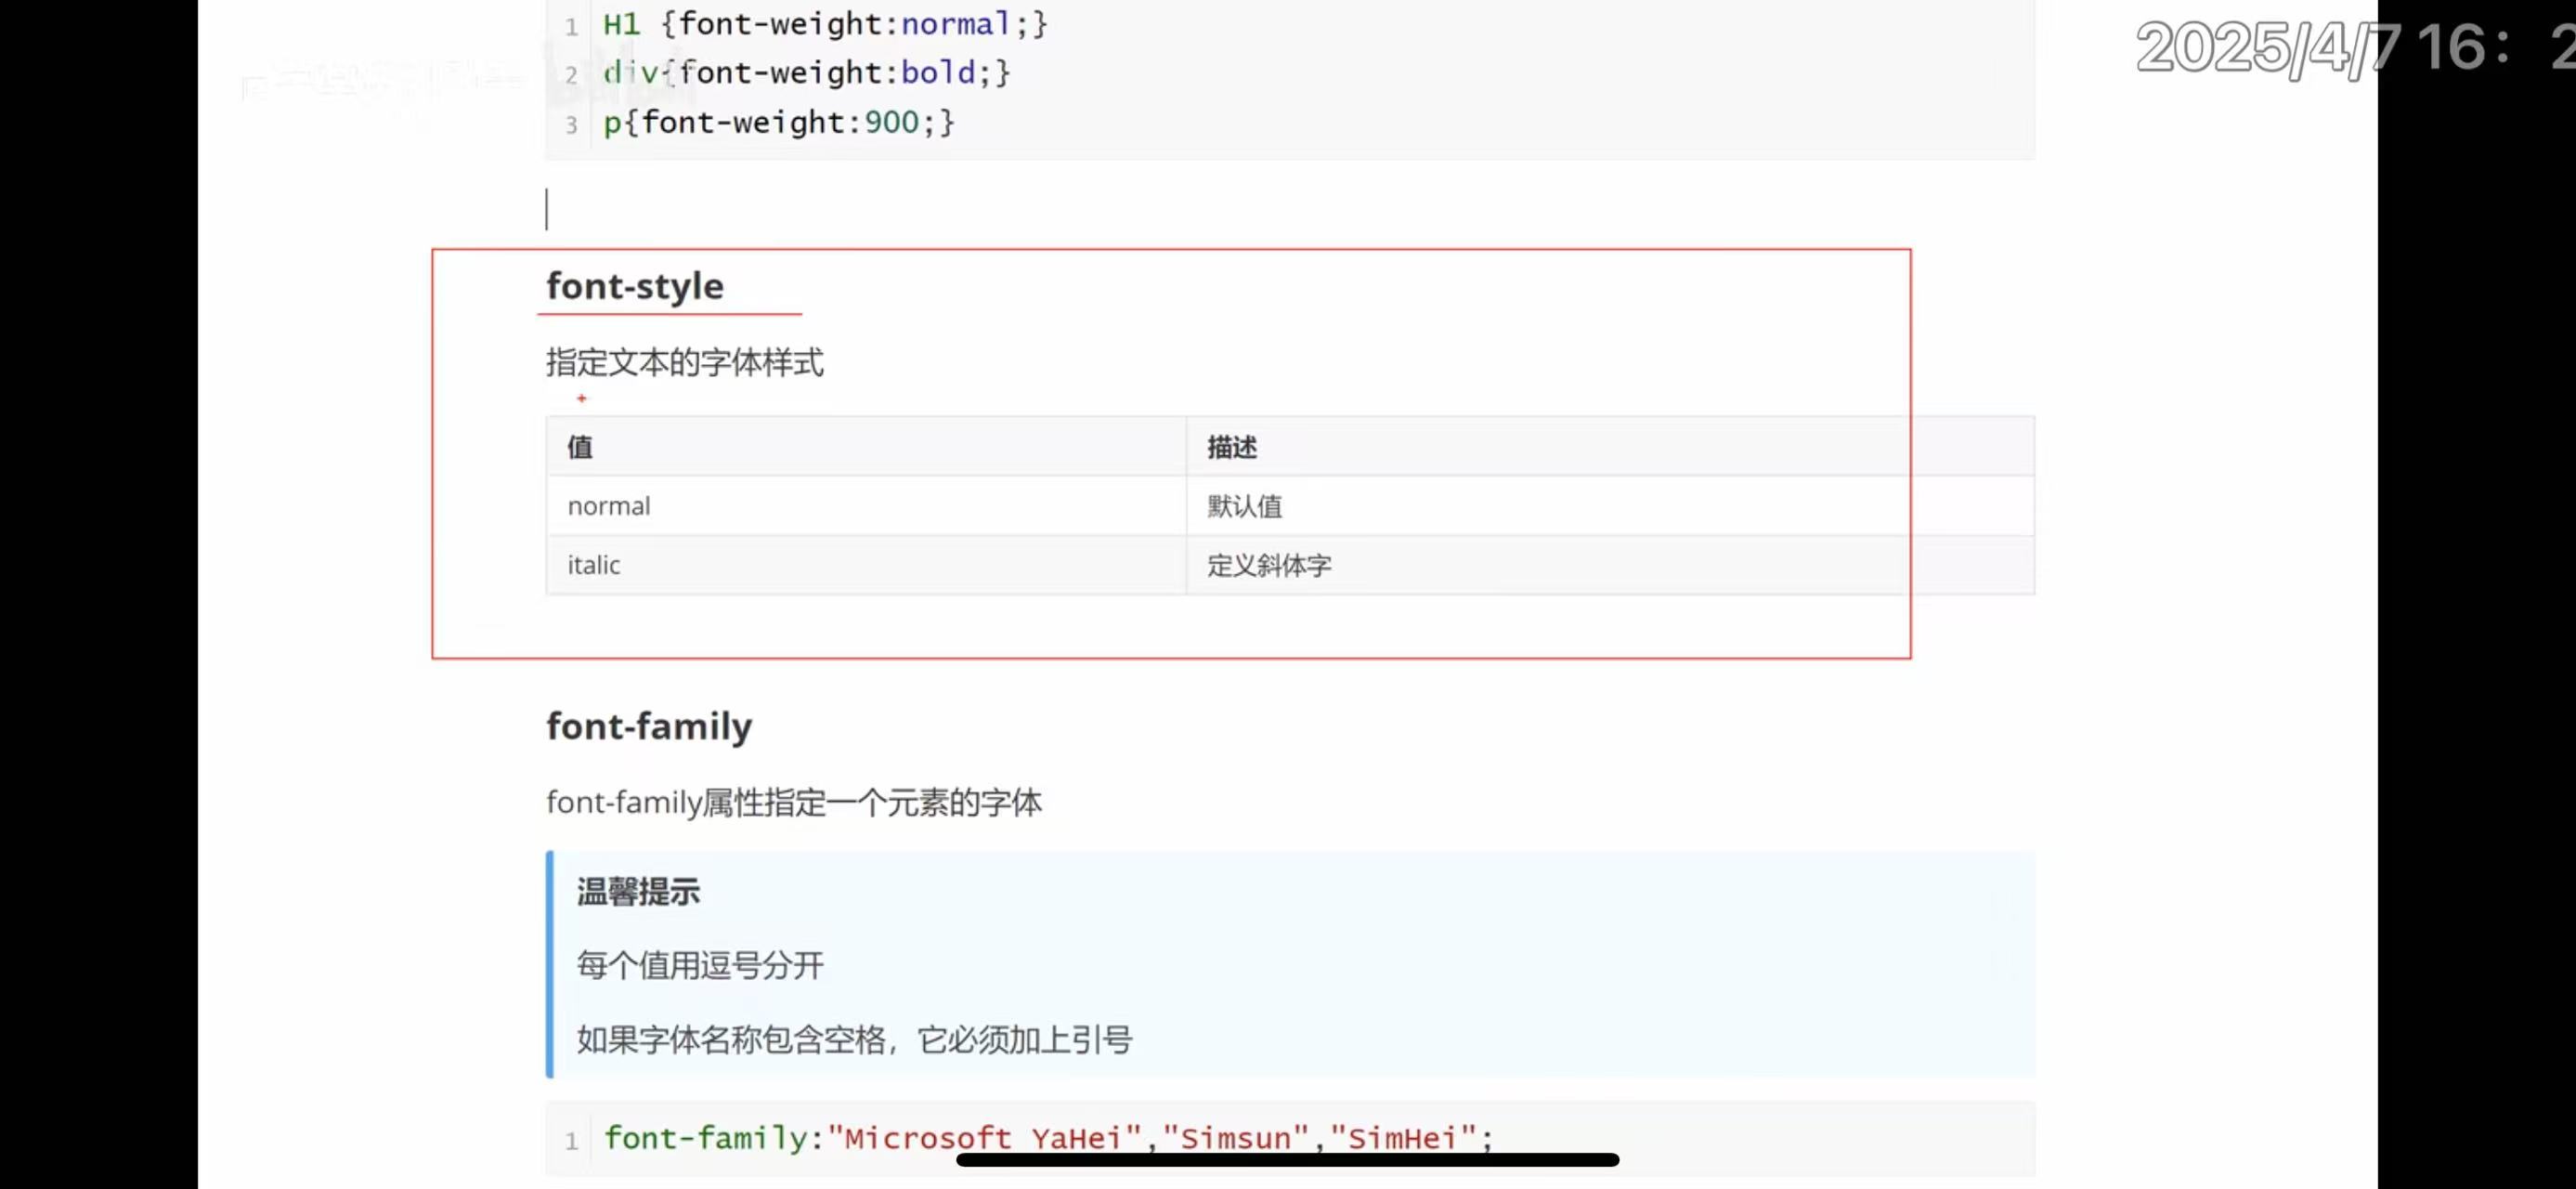 2025/4/7 16：2
1 H1 {font-weight:normal;}
2 div{font-weight:bold;}
3 p{font-weight:900;}
font-style
指定文本的字体样式
值 描述
normal 默认值
italic 定义斜体字
font-family
font-family属性指定一个元素的字体
温馨提示
每个值用逗号分开
如果字体名称包含空格，它必须加上引号
1 font-family:"Microsoft YaHei","Simsun","SimHei";